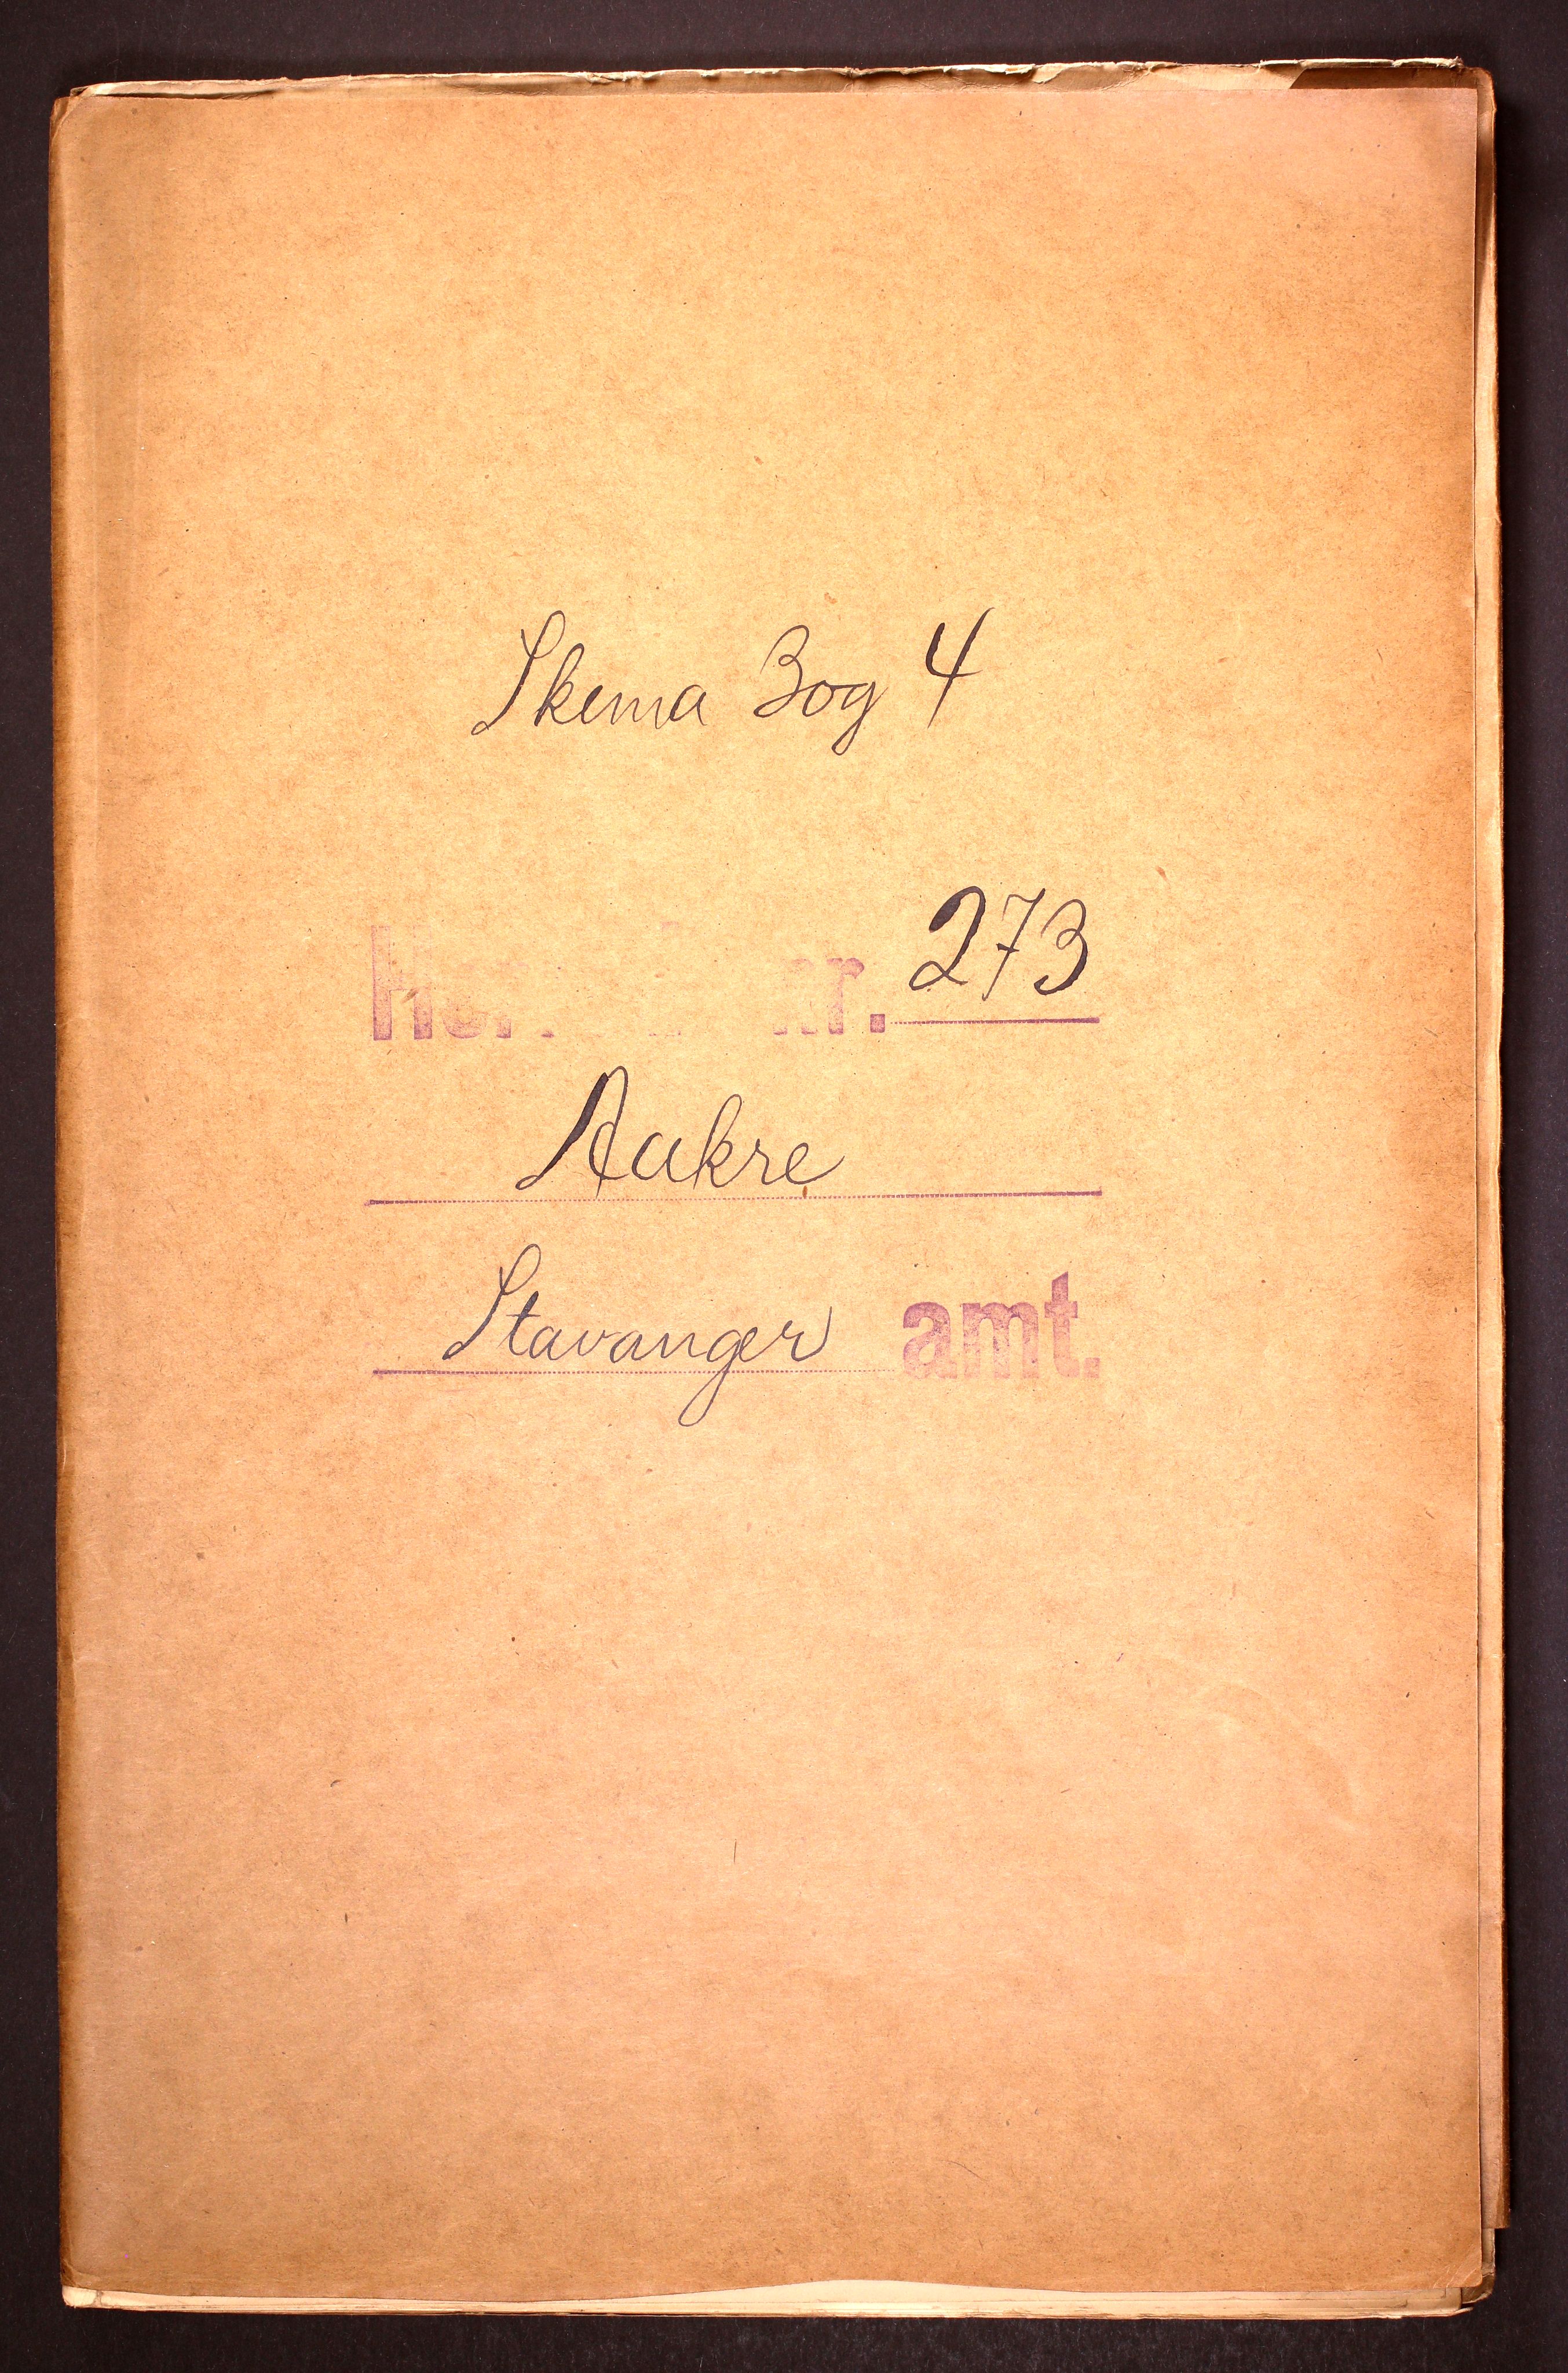 Skema Bog 4
nr. 273
Aakre
Stavanger amt.